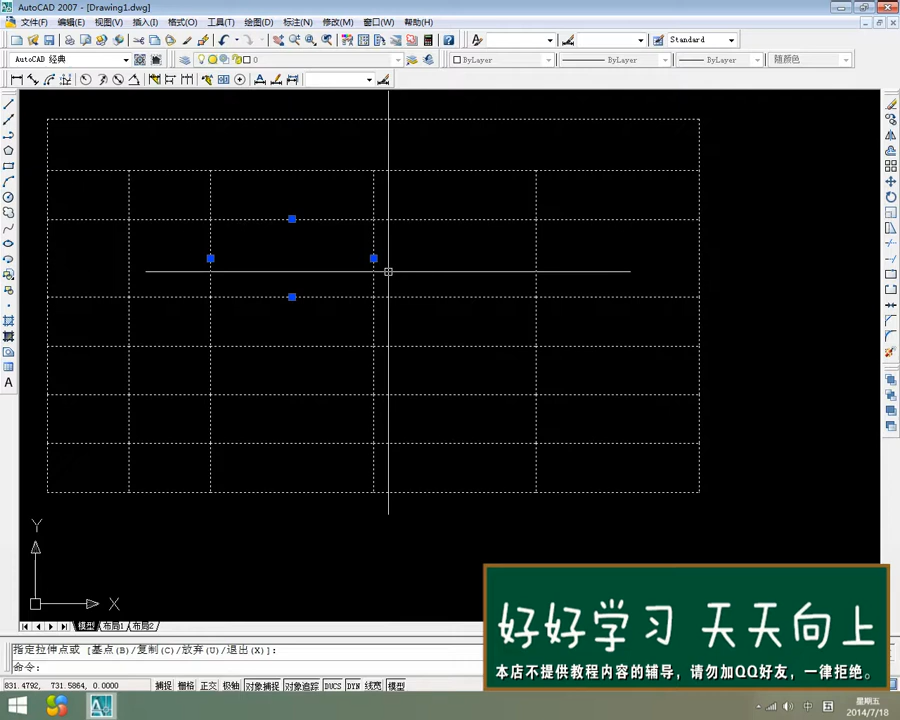 AutoCAD 2007 - [Drawing1.dwg]
文件(F) 编辑(E) 视图(V) 插入(I) 格式(O) 工具(T) 绘图(D) 标注(N) 修改(M) 窗口(W) 帮助(H)
Standard
AutoCAD 经典 0 ByLayer ByLayer ByLayer 随颜色
A
Y
X
模型 布局1 布局2
指定拉伸点或 [基点(B)/复制(C)/放弃(U)/退出(X)]:
命令:
831.4792, 731.5864, 0.0000 捕捉 栅格 正交 极轴 对象捕捉 对象追踪 DUCS DYN 线宽 模型
好好学习 天天向上
本店不提供教程内容的辅导，请勿加QQ好友，一律拒绝。
中 五
星期五
2014/7/18